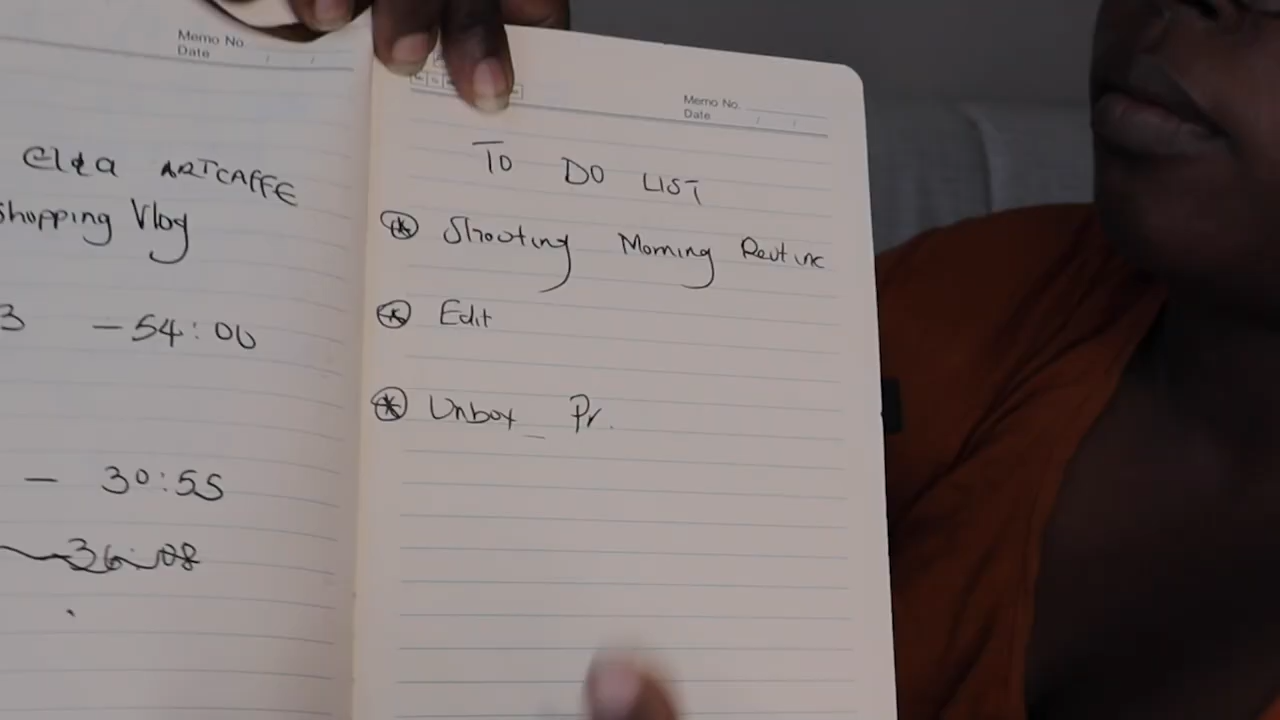 Memo No.
Date / /
ARTCAFFE
Shopping Vlog
3 - 54:00
- 30:55
36:08
Memo No.
Date / /
TO DO LIST
Shooting Morning Routine
Edit
Unbox _ Pr.